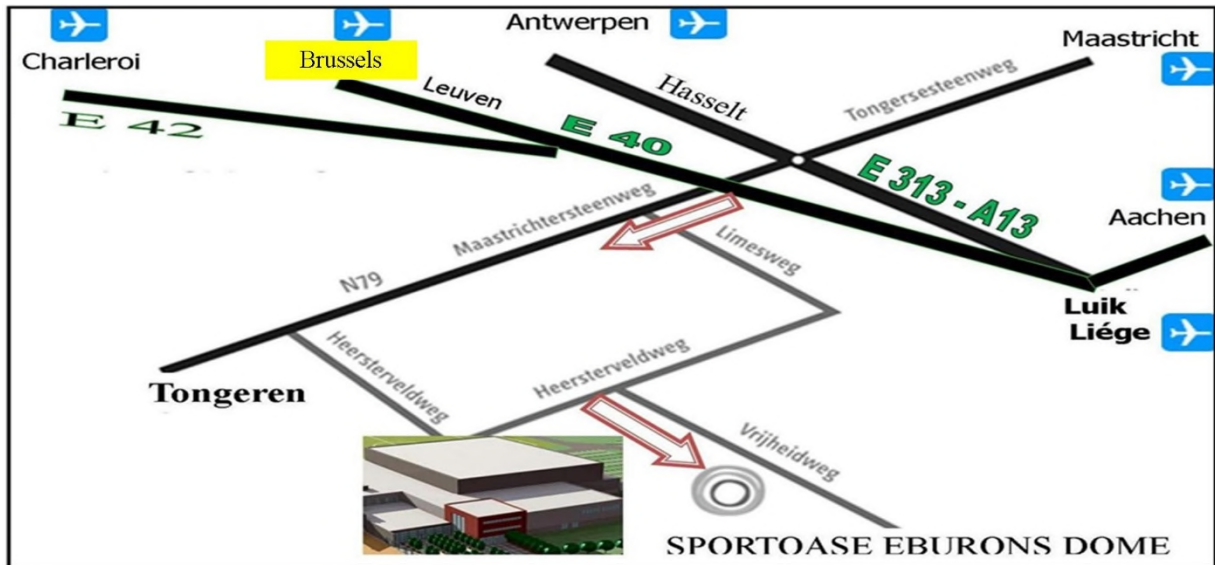 Antwerpen
Charleroi
Brussels
Maastricht
Leuven
Hasselt
Tongersesteenweg
E 42
E 40
E 313 - A13
Aachen
Maastrichtersteenweg
Limesweg
N79
Luik
Liége
Heersterveldweg
Heersterveldweg
Tongeren
Vrijheidweg
SPORTOASE EBURONS DOME